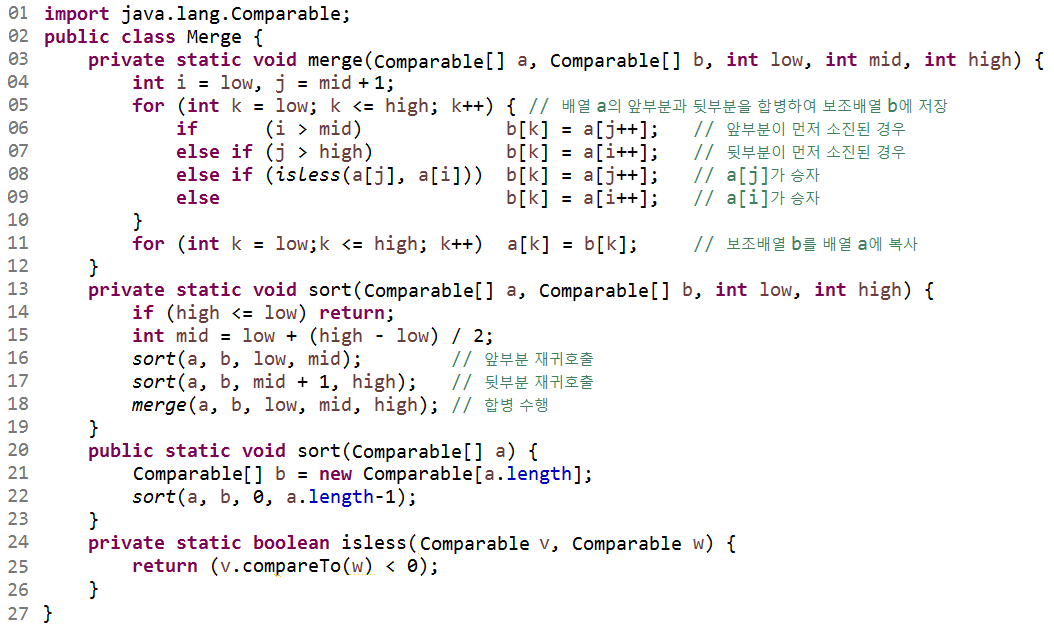 01 import java.lang.Comparable;
02 public class Merge {
03     private static void merge(Comparable[] a, Comparable[] b, int low, int mid, int high) {
04         int i = low, j = mid + 1;
05         for (int k = low; k <= high; k++) { // 배열 a의 앞부분과 뒷부분을 합병하여 보조배열 b에 저장
06             if      (i > mid)             b[k] = a[j++];   // 앞부분이 먼저 소진된 경우
07             else if (j > high)            b[k] = a[i++];   // 뒷부분이 먼저 소진된 경우
08             else if (isless(a[j], a[i]))  b[k] = a[j++];   // a[j]가 승자
09             else                          b[k] = a[i++];   // a[i]가 승자
10         }
11         for (int k = low;k <= high; k++)  a[k] = b[k];     // 보조배열 b를 배열 a에 복사
12     }
13     private static void sort(Comparable[] a, Comparable[] b, int low, int high) {
14         if (high <= low) return;
15         int mid = low + (high - low) / 2;
16         sort(a, b, low, mid);        // 앞부분 재귀호출
17         sort(a, b, mid + 1, high);   // 뒷부분 재귀호출
18         merge(a, b, low, mid, high); // 합병 수행
19     }
20     public static void sort(Comparable[] a) {
21         Comparable[] b = new Comparable[a.length];
22         sort(a, b, 0, a.length-1);
23     }
24     private static boolean isless(Comparable v, Comparable w) {
25         return (v.compareTo(w) < 0);
26     }
27 }